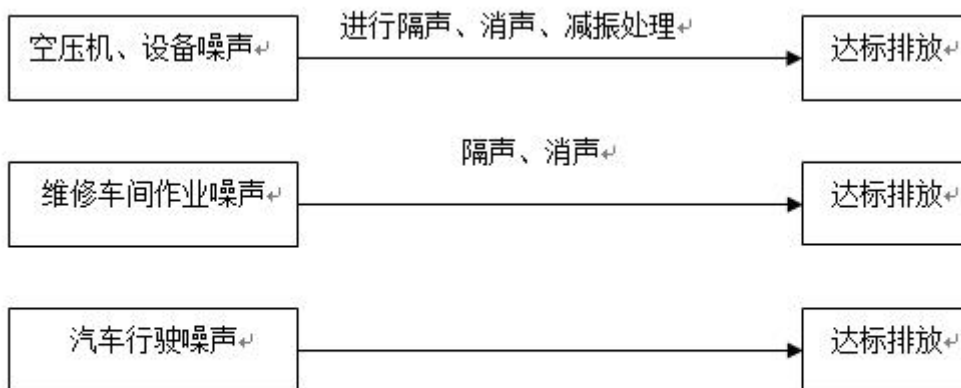 进行隔声、消声、减振处理
空压机、设备噪声
达标排放
隔声、消声
维修车间作业噪声
达标排放
汽车行驶噪声
达标排放